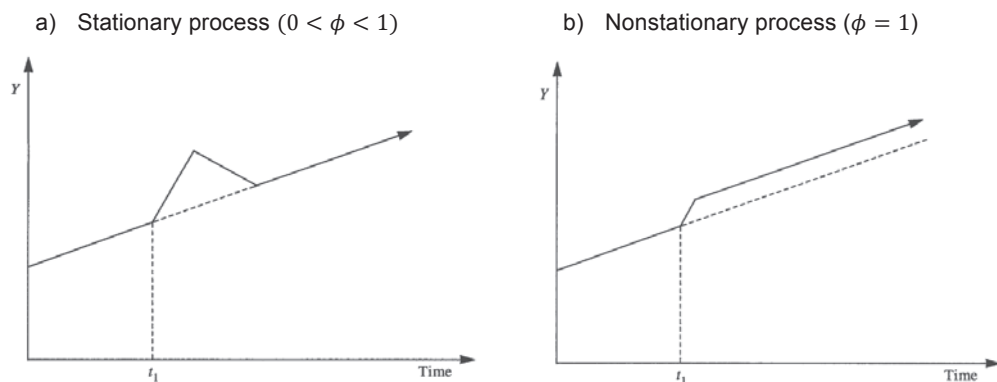 a) Stationary process (0 < ϕ < 1)
b) Nonstationary process (ϕ = 1)
Y
t₁
Time
Y
t₁
Time